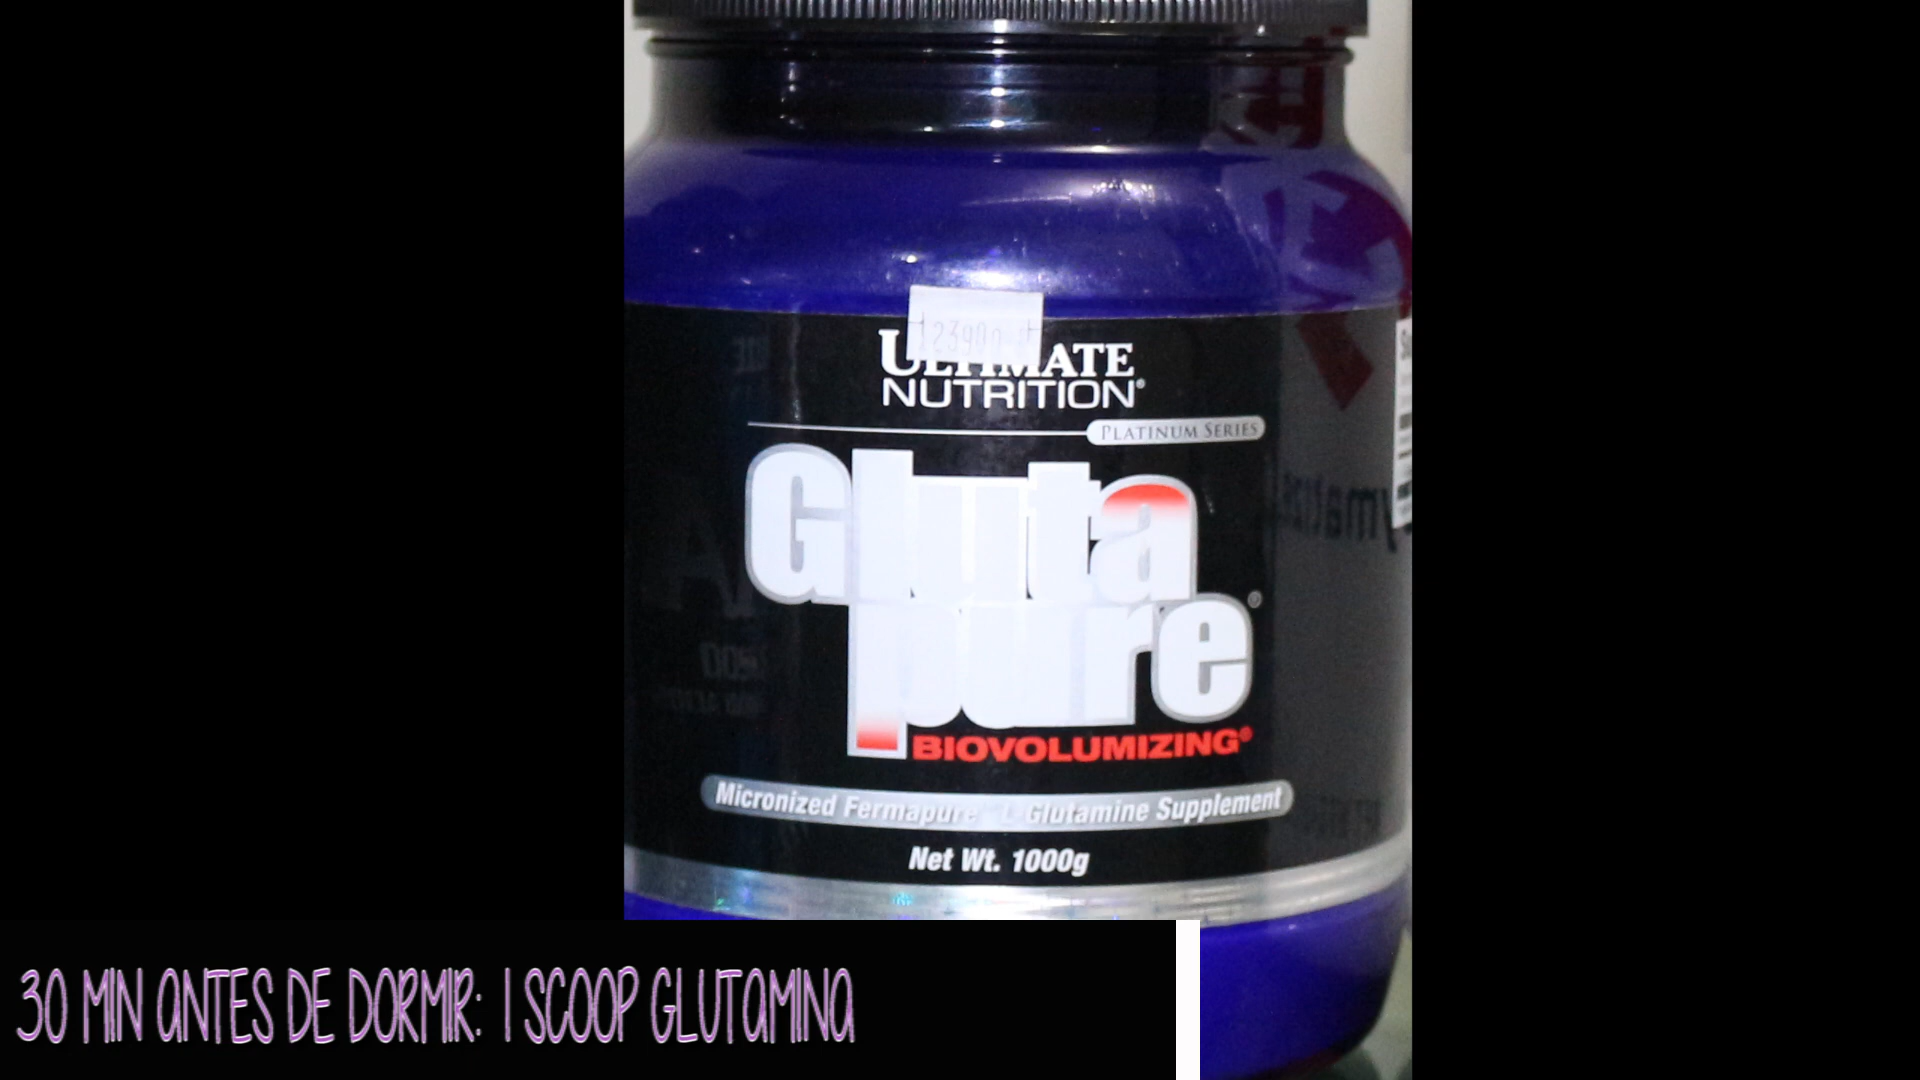 ULTIMATE
NUTRITION®
PLATINUM SERIES
Gluta
pure®
BIOVOLUMIZING®
Micronized Fermapure L-Glutamine Supplement
Net Wt. 1000g
30 MIN ANTES DE DORMIR: 1 SCOOP GLUTAMINA